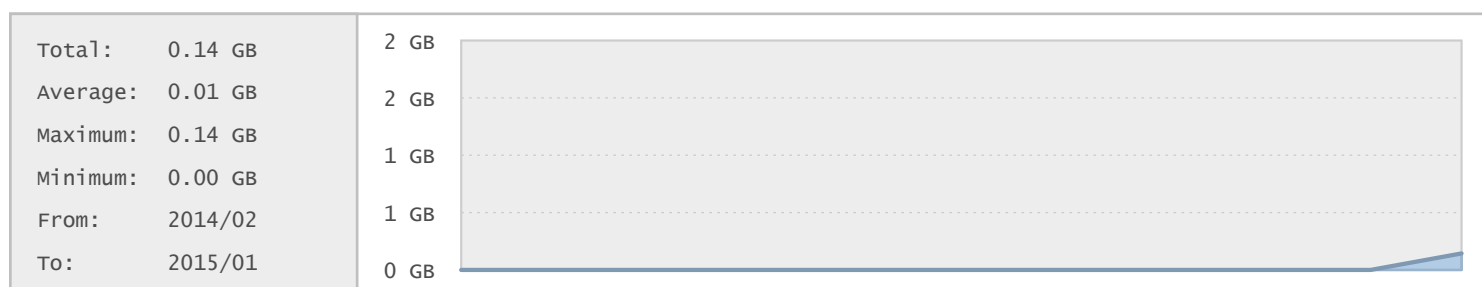 Total: 0.14 GB
Average: 0.01 GB
Maximum: 0.14 GB
Minimum: 0.00 GB
From: 2014/02
To: 2015/01
2 GB
2 GB
1 GB
1 GB
0 GB